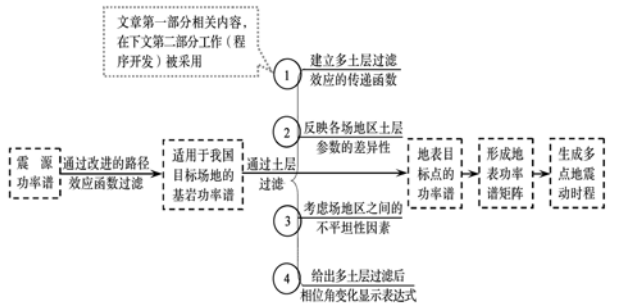 文章第一部分相关内容，
在下文第二部分工作（程
序开发）被采用
1
建立多土层过滤
效应的传递函数
2
反映各场地区土层
参数的差异性
震 源
功率谱
通过改进的路径
效应函数过滤
适用于我国
目标场地的
基岩功率谱
通过土层
过滤
地表目
标点的
功率谱
形成地
表功率
谱矩阵
生成多
点地震
动时程
3
考虑场地区之间的
不平坦性因素
4
给出多土层过滤后
相位角变化显示表达式